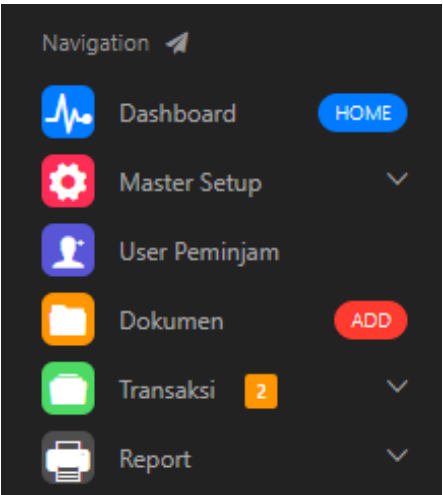 Navigation
Dashboard HOME
Master Setup
User Peminjam
Dokumen ADD
Transaksi 2
Report